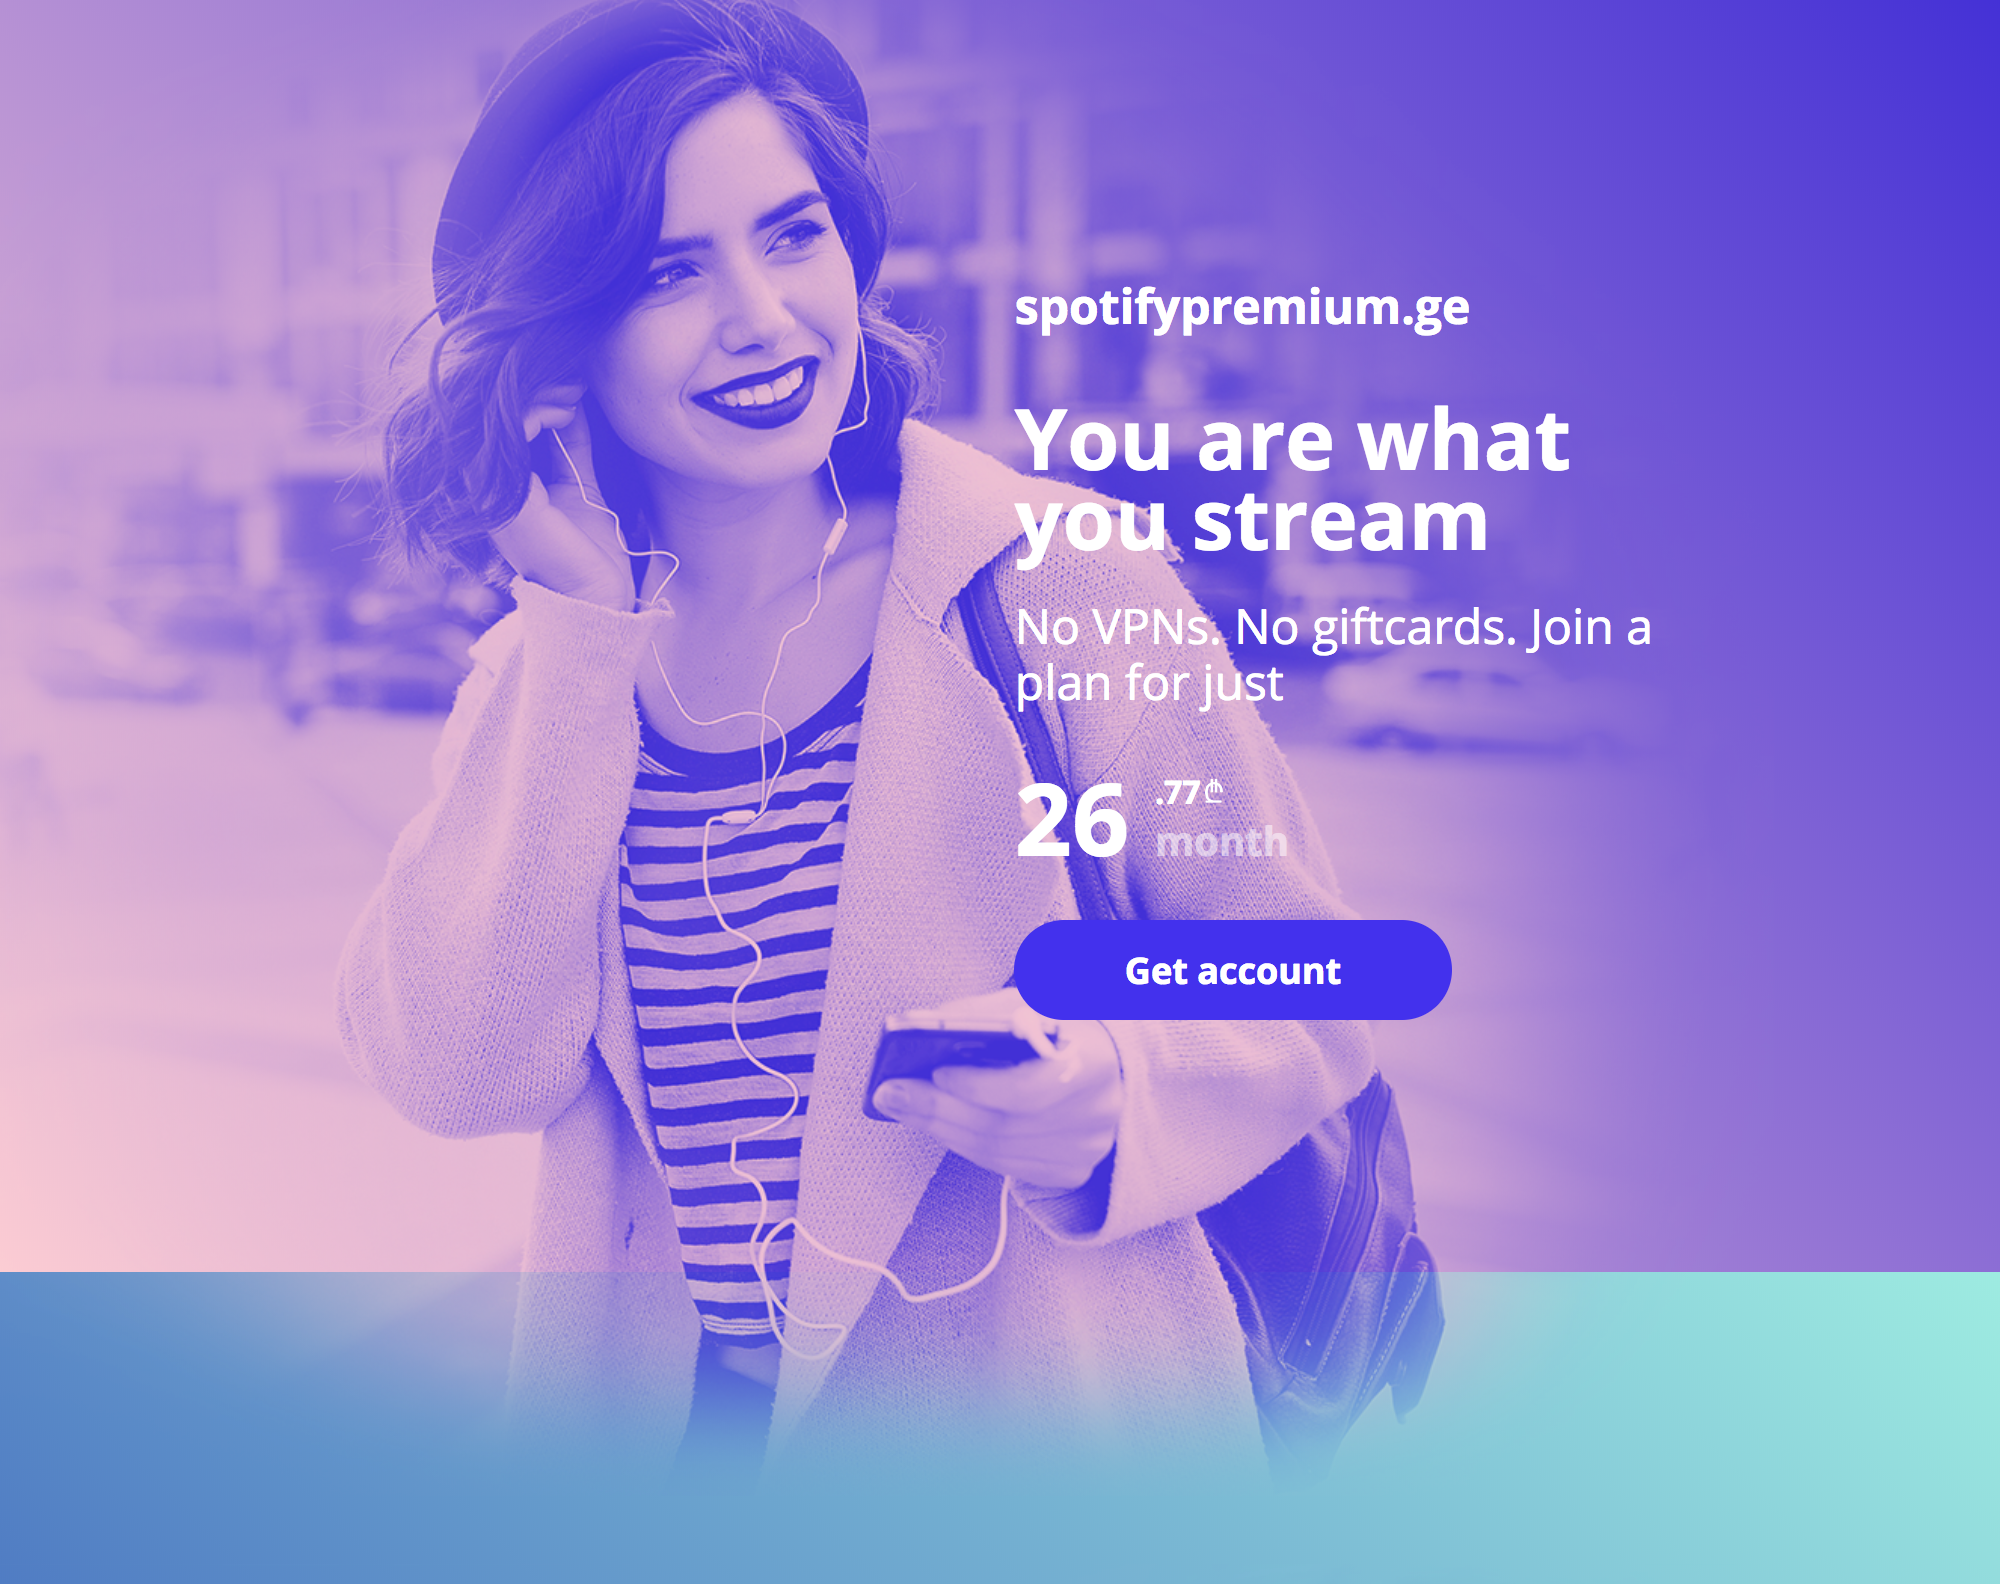 spotifypremium.ge
You are what
you stream
No VPNs. No giftcards. Join a
plan for just
26 .77₾
month
Get account